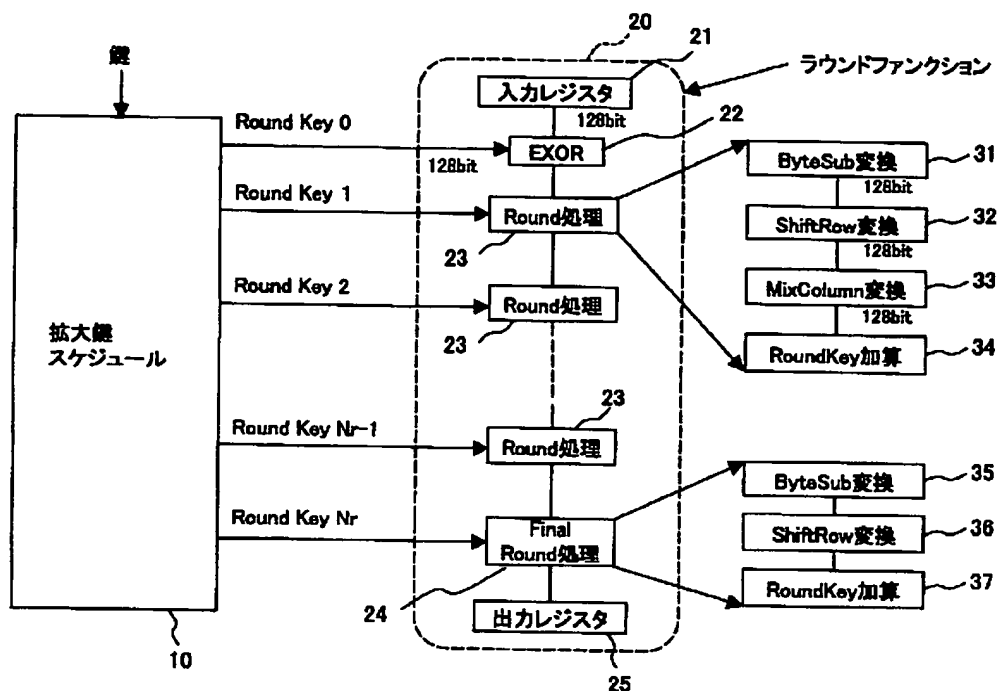 20
21
鍵
ラウンドファンクション
入力レジスタ
128bit
22
Round Key 0
128bit
EXOR
ByteSub変換
31
128bit
Round Key 1
Round処理
23
ShiftRow変換
32
128bit
Round Key 2
Round処理
23
MixColumn変換
33
128bit
拡大鍵
スケジュール
RoundKey加算
34
23
Round Key Nr-1
Round処理
ByteSub変換
35
Round Key Nr
Final
Round処理
24
ShiftRow変換
36
RoundKey加算
37
出力レジスタ
25
10